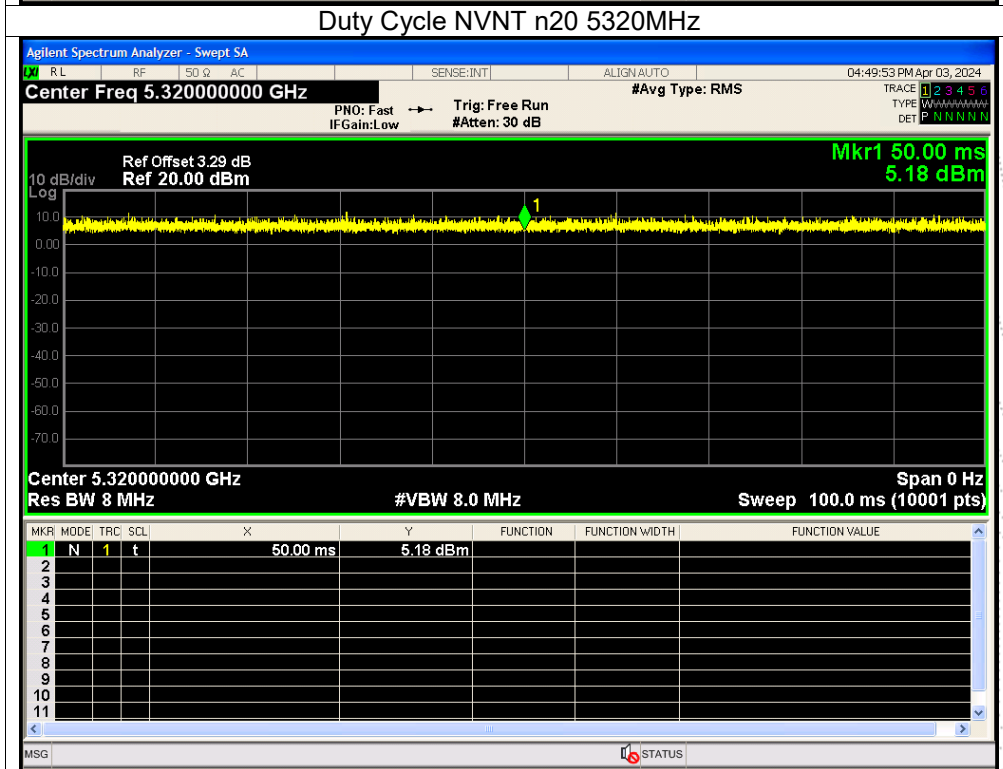 Duty Cycle NVNT n20 5320MHz
Agilent Spectrum Analyzer - Swept SA
LXI RL RF 50 Ω AC SENSE:INT ALIGN AUTO 04:49:53 PM Apr 03, 2024
Center Freq 5.320000000 GHz #Avg Type: RMS TRACE 1 2 3 4 5 6
PNO: Fast Trig: Free Run TYPE WWWWWW
IFGain:Low #Atten: 30 dB DET P N N N N N
Mkr1 50.00 ms
5.18 dBm
Ref Offset 3.29 dB
10 dB/div Ref 20.00 dBm
Log
1
10.0
0.00
-10.0
-20.0
-30.0
-40.0
-50.0
-60.0
-70.0
Center 5.320000000 GHz Span 0 Hz
Res BW 8 MHz #VBW 8.0 MHz Sweep 100.0 ms (10001 pts)
MKR MODE TRC SCL X Y FUNCTION FUNCTION WIDTH FUNCTION VALUE
1 N 1 t 50.00 ms 5.18 dBm
2
3
4
5
6
7
8
9
10
11
MSG STATUS